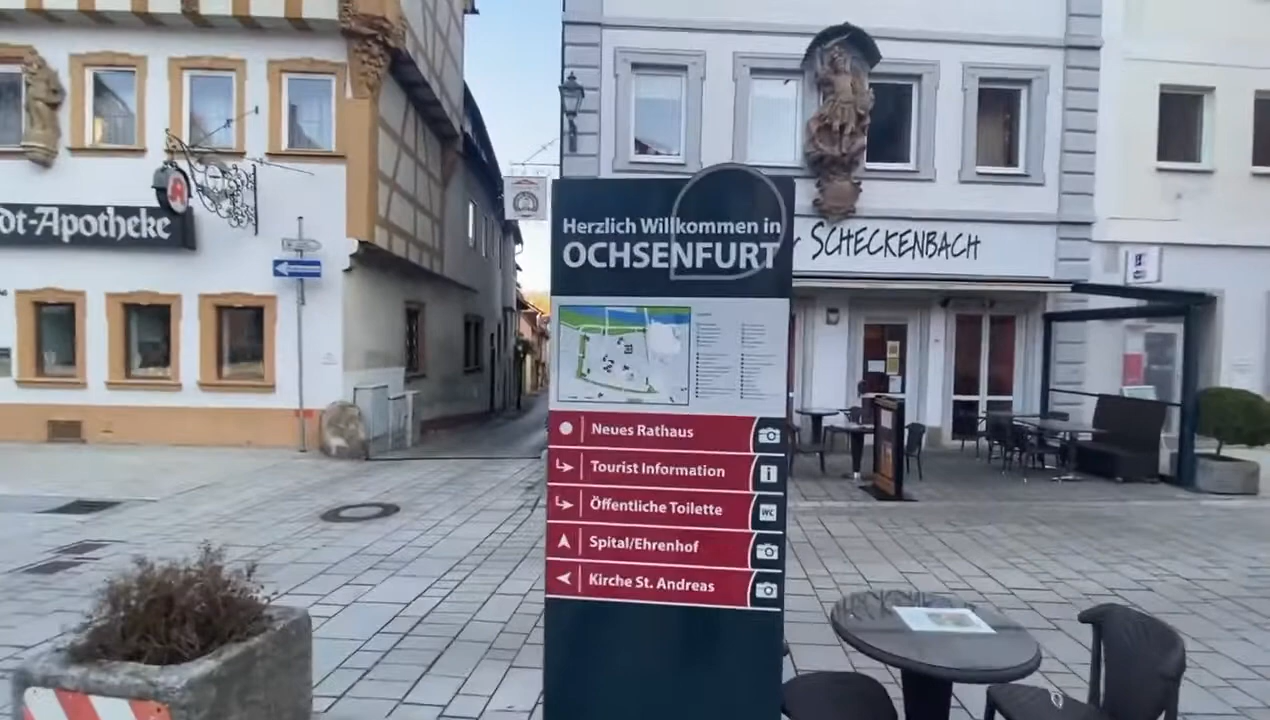 dt-Apotheke
Herzlich Willkommen in
OCHSENFURT
SCHECKENBACH
Neues Rathaus
Tourist Information
i
Öffentliche Toilette
WC
Spital/Ehrenhof
Kirche St. Andreas